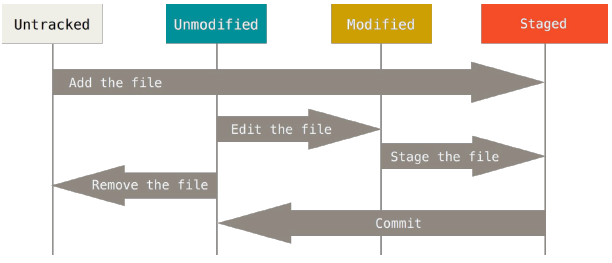 Untracked
Unmodified
Modified
Staged
Add the file
Edit the file
Stage the file
Remove the file
Commit